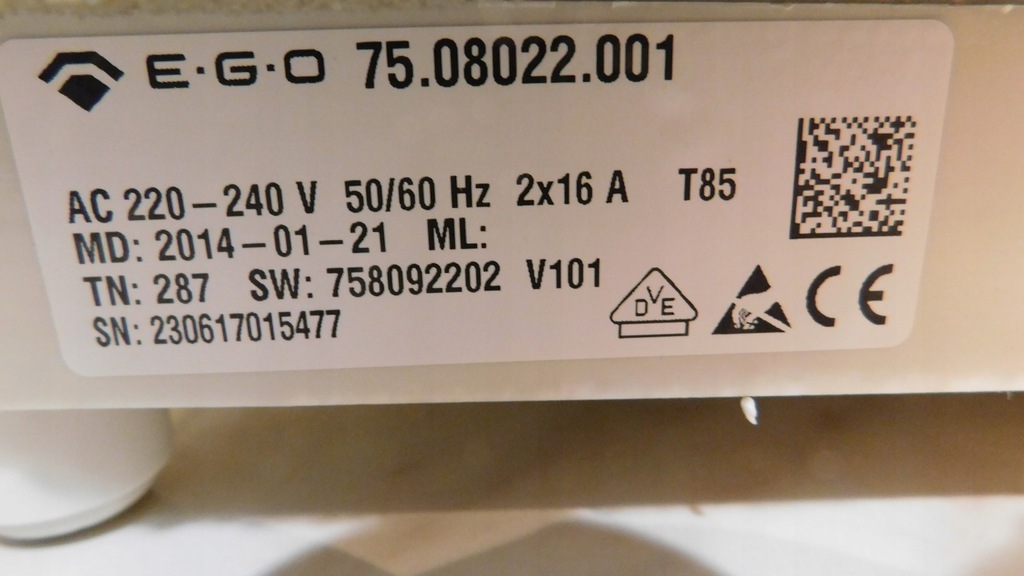 E·G·O 75.08022.001
AC 220–240 V 50/60 Hz 2x16 A T85
MD: 2014–01–21 ML:
TN: 287 SW: 758092202 V101
SN: 230617015477
DVE
CE